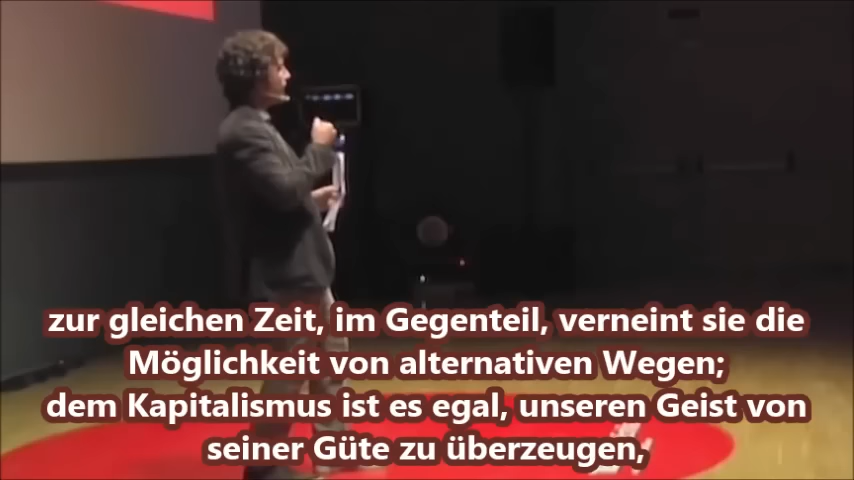 zur gleichen Zeit, im Gegenteil, verneint sie die
Möglichkeit von alternativen Wegen;
dem Kapitalismus ist es egal, unseren Geist von
seiner Güte zu überzeugen,